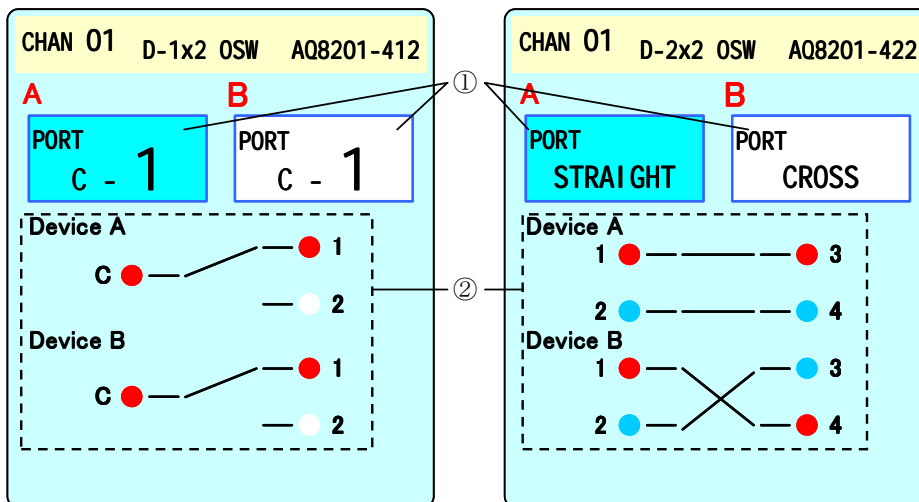 CHAN 01 D-1x2 OSW AQ8201-412
A B
PORT PORT
C - 1 C - 1
Device A
1
C
2
Device B
1
C
2
①
②
CHAN 01 D-2x2 OSW AQ8201-422
A B
PORT PORT
STRAIGHT CROSS
Device A
1 3
2 4
Device B
1 3
2 4